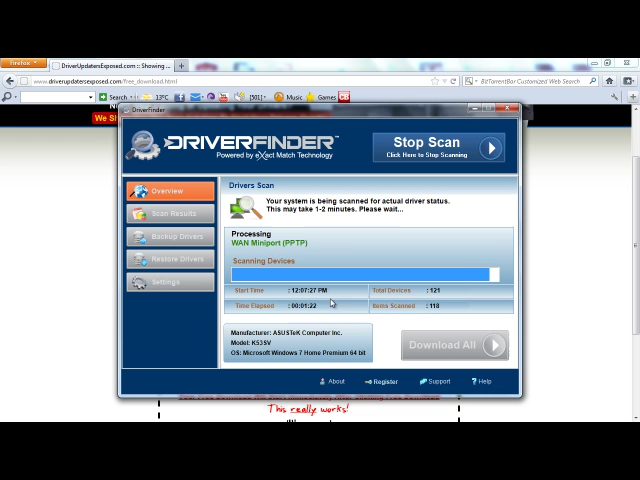 Firefox
DriverUpdatersExposed.com :: Showing ...
www.driverupdatersexposed.com/free_download.html
BitTorrentBar Customized Web Search
Search
13°C
[501]
Music
Games
We S
DriverFinder
DRIVERFINDER™
Powered by eXact Match Technology
Stop Scan
Click Here to Stop Scanning
Overview
Scan Results
Backup Drivers
Restore Drivers
Settings
Drivers Scan
Your system is being scanned for actual driver status.
This may take 1-2 minutes. Please wait...
Processing
WAN Miniport (PPTP)
Scanning Devices
Start Time : 12:07:27 PM
Total Devices : 121
Time Elapsed : 00:01:22
Items Scanned : 118
Manufacturer: ASUSTeK Computer Inc.
Model: K53SV
OS: Microsoft Windows 7 Home Premium 64 bit
Download All
About
Register
Support
Help
This really works!